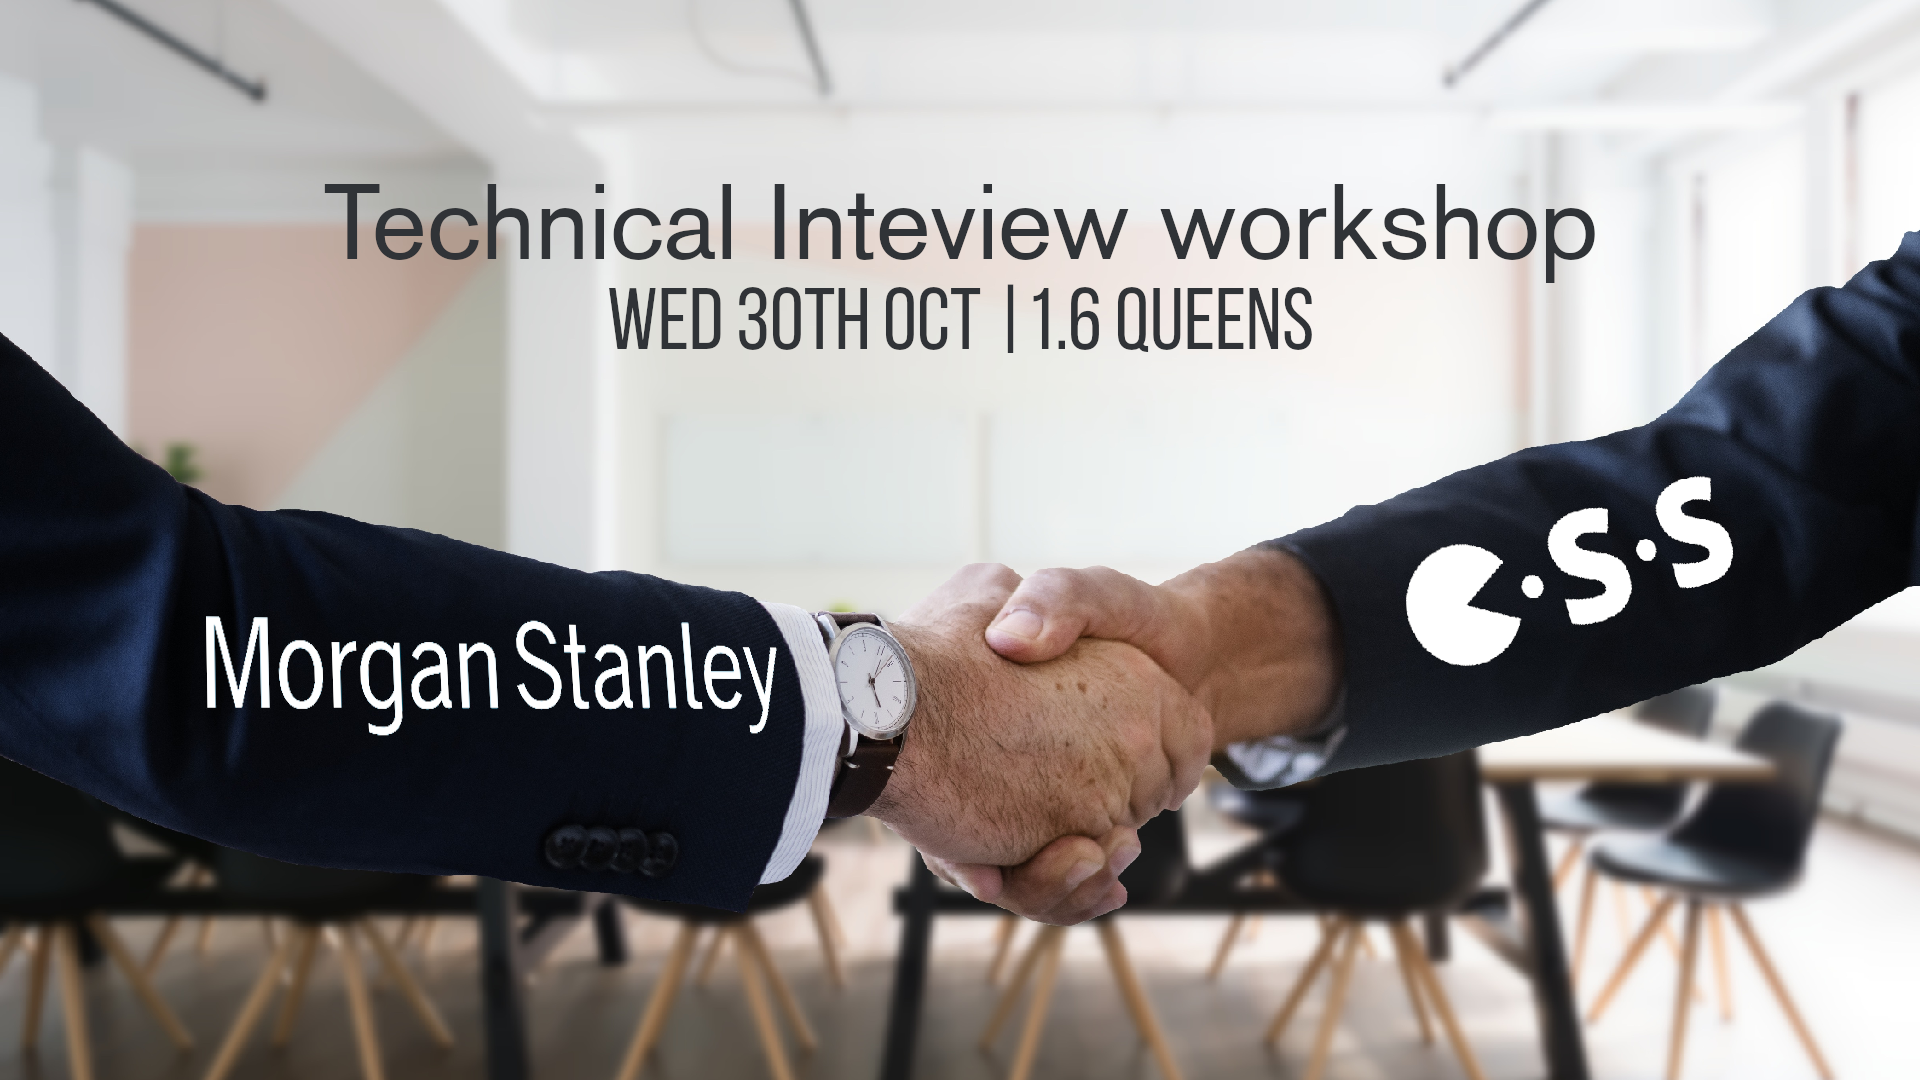 Technical Inteview workshop
WED 30TH OCT | 1.6 QUEENS
Morgan Stanley
C·S·S